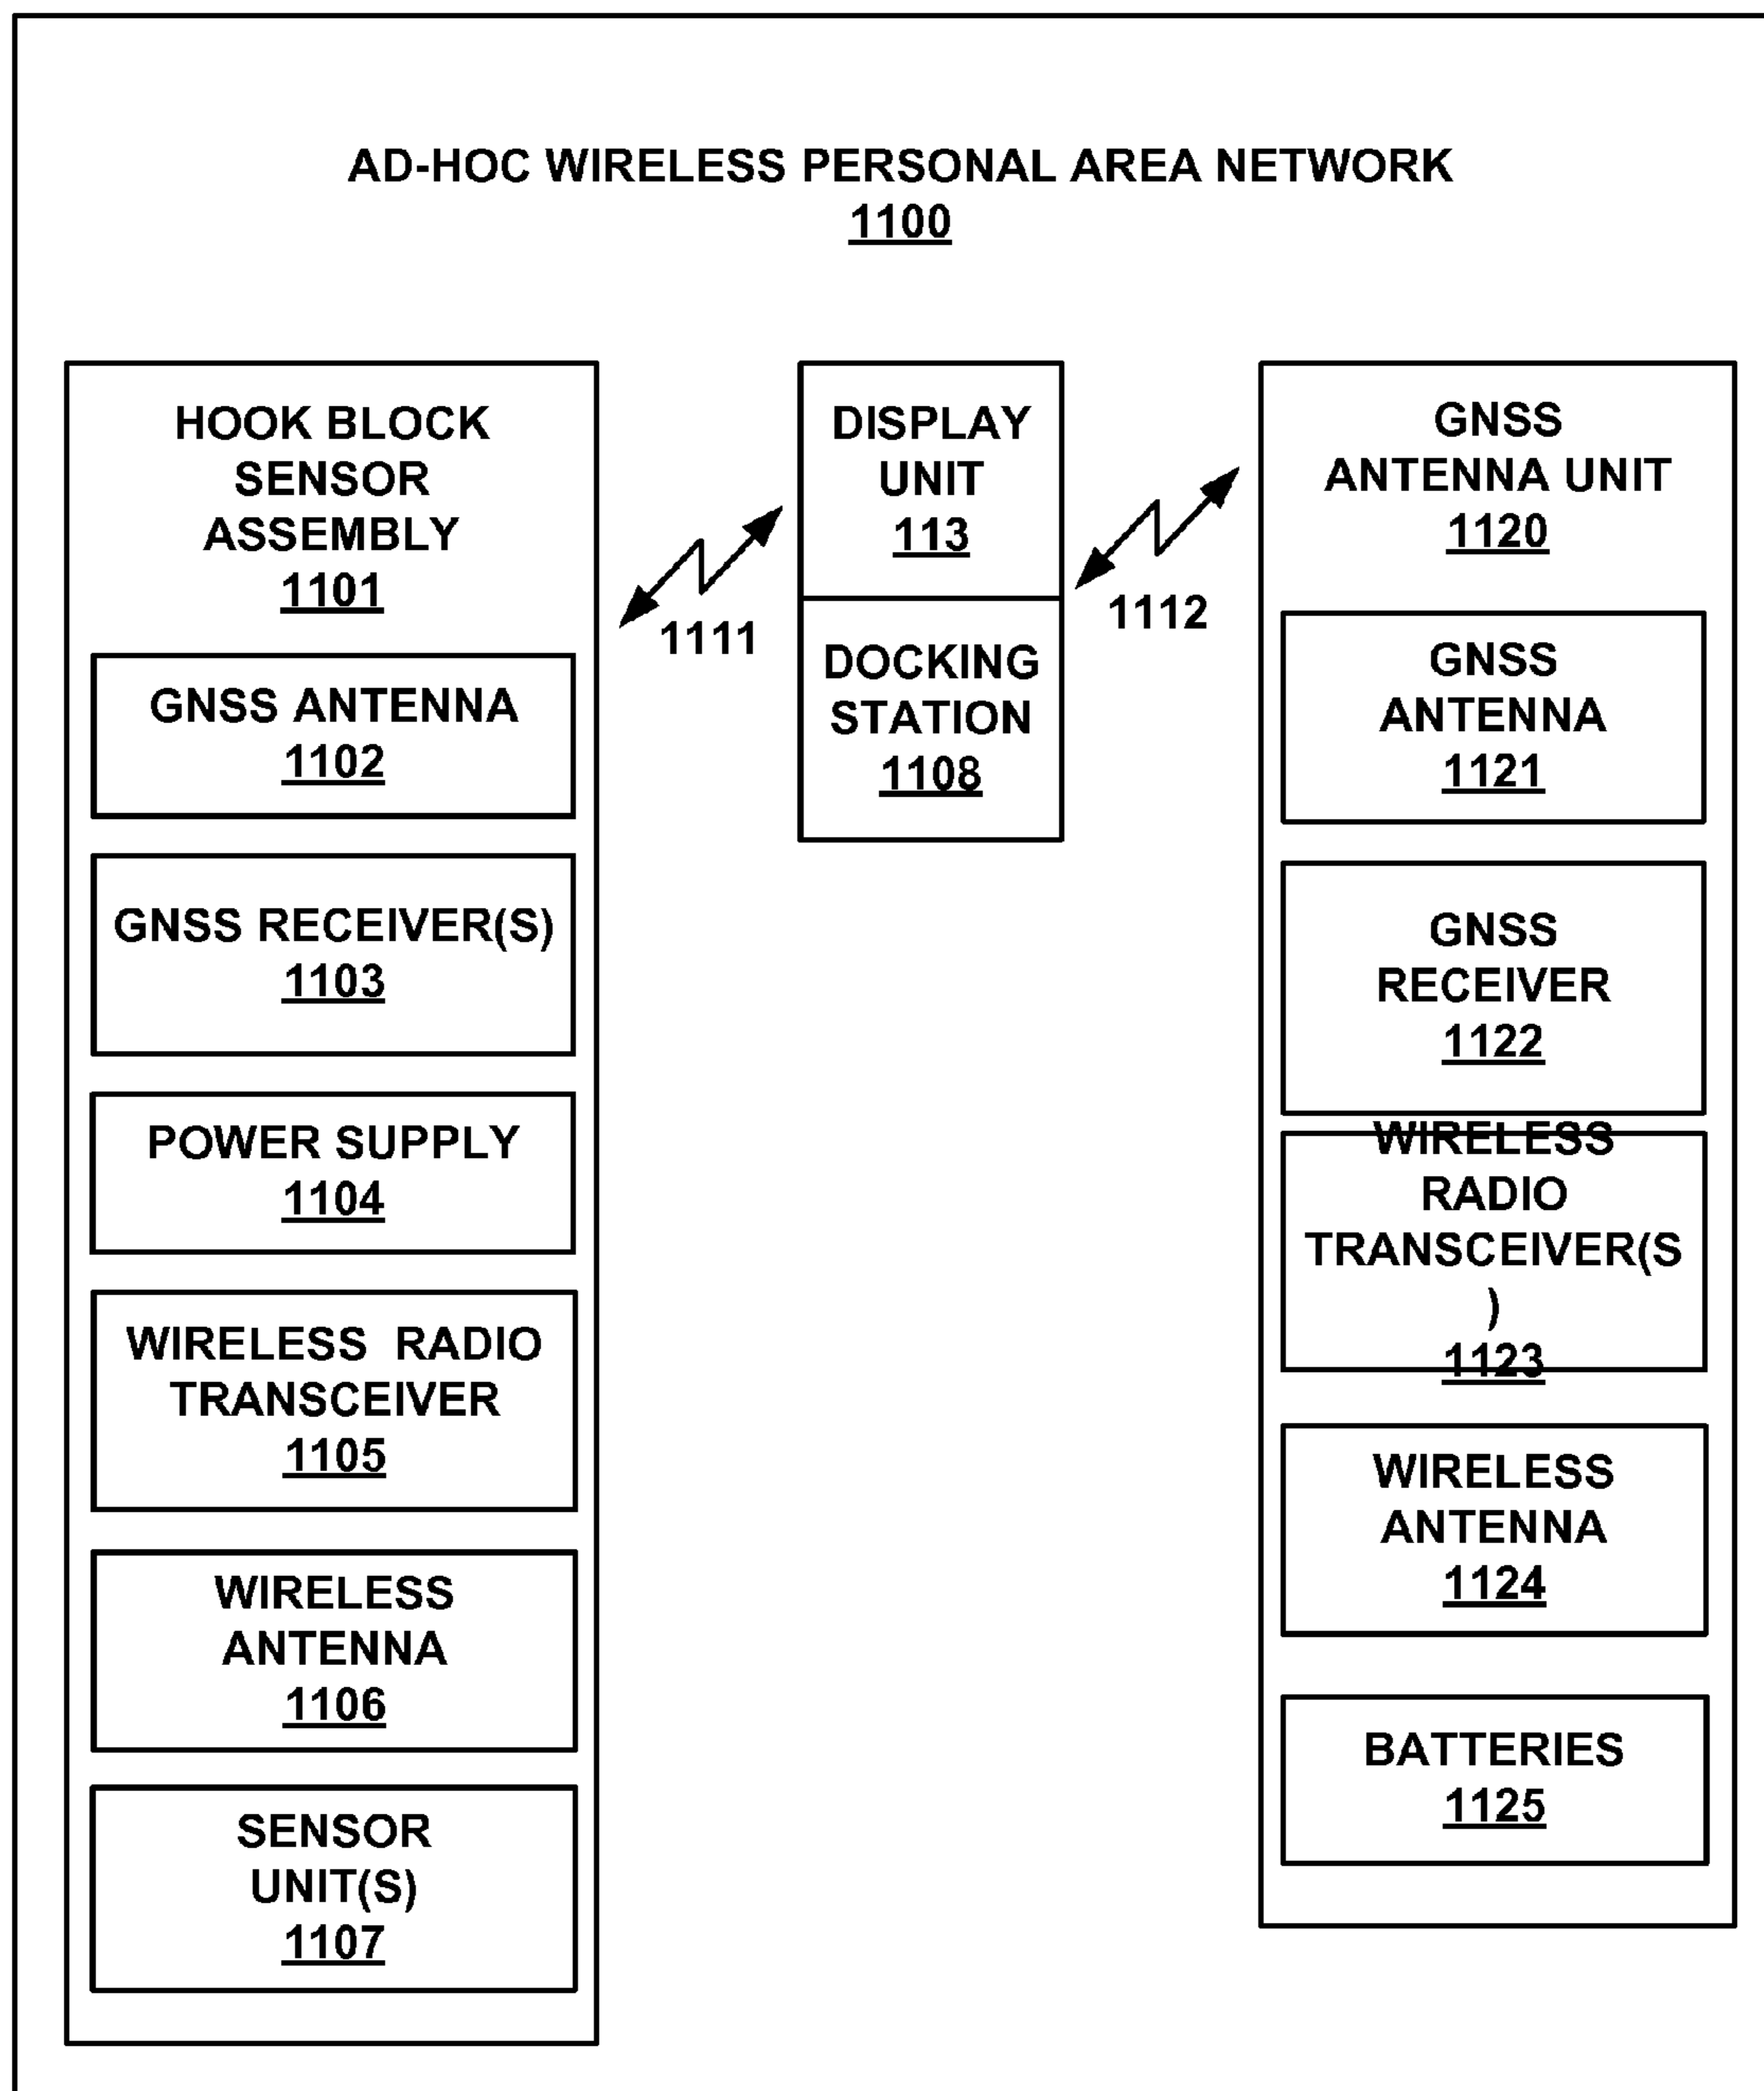 AD-HOC WIRELESS PERSONAL AREA NETWORK
1100
HOOK BLOCK
SENSOR
ASSEMBLY
1101
GNSS ANTENNA
1102
GNSS RECEIVER(S)
1103
POWER SUPPLY
1104
WIRELESS RADIO
TRANSCEIVER
1105
WIRELESS
ANTENNA
1106
SENSOR
UNIT(S)
1107
1111
DISPLAY
UNIT
113
DOCKING
STATION
1108
1112
GNSS
ANTENNA UNIT
1120
GNSS
ANTENNA
1121
GNSS
RECEIVER
1122
WIRELESS
RADIO
TRANSCEIVER(S
)
1123
WIRELESS
ANTENNA
1124
BATTERIES
1125